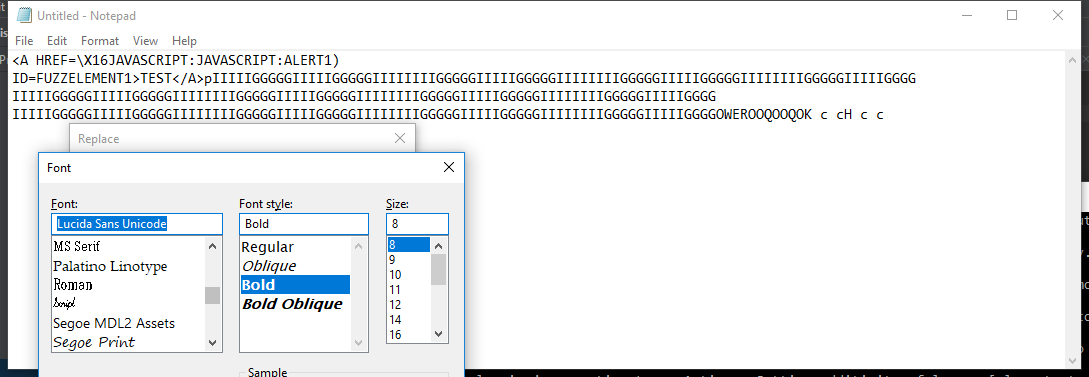 Untitled - Notepad
File Edit Format View Help
<A HREF=\X16JAVASCRIPT:JAVASCRIPT:ALERT1)
ID=FUZZELEMENT1>TEST</A>pIIIIIGGGGGIIIIIGGGGGIIIIIIIIGGGGGIIIIIGGGGGIIIIIIIIGGGGGIIIIIGGGGGIIIIIIIIGGGGGIIIIIGGGG
IIIIIGGGGGIIIIIGGGGGIIIIIIIIGGGGGIIIIIGGGGGIIIIIIIIGGGGGIIIIIGGGGGIIIIIIIIGGGGGIIIIIGGGG
IIIIIGGGGGIIIIIGGGGGIIIIIIIIGGGGGIIIIIGGGGGIIIIIIIIGGGGGIIIIIGGGGGIIIIIIIIGGGGGIIIIIGGGGOWEROOQOOQOK c cH c c
Replace
Font
Font: Font style: Size:
Lucida Sans Unicode Bold 8
MS Serif Regular 8
Palatino Linotype Oblique 9
Roman Bold 10
Script Bold Oblique 11
Segoe MDL2 Assets 12
Segoe Print 14
16
Sample